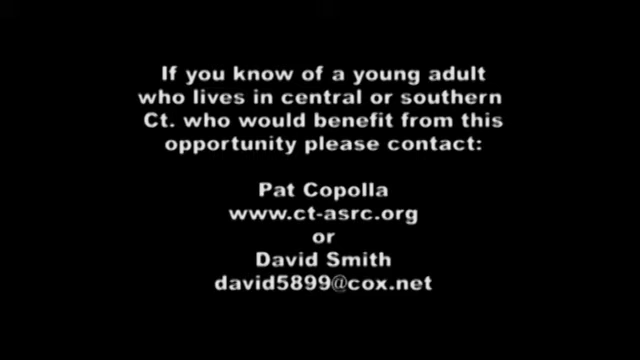 If you know of a young adult
who lives in central or southern
Ct. who would benefit from this
opportunity please contact:
Pat Copolla
www.ct-asrc.org
or
David Smith
david5899@cox.net